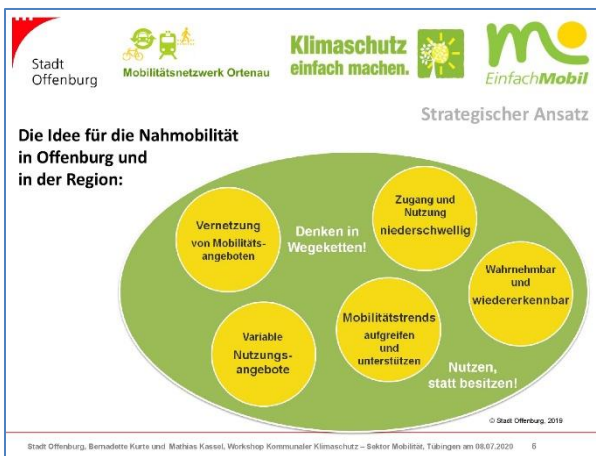 Stadt
Offenburg
Mobilitätsnetzwerk Ortenau
Klimaschutz
einfach machen.
EinfachMobil
Strategischer Ansatz
Die Idee für die Nahmobilität
in Offenburg und
in der Region:
Vernetzung
von Mobilitäts-
angeboten
Denken in
Wegeketten!
Zugang und
Nutzung
niederschwellig
Wahrnehmbar
und
wiedererkennbar
Variable
Nutzungs-
angebote
Mobilitätstrends
aufgreifen
und
unterstützen
Nutzen,
statt besitzen!
© Stadt Offenburg, 2019
Stadt Offenburg, Bernadette Kurte und Mathias Kassel, Workshop Kommunaler Klimaschutz – Sektor Mobilität, Tübingen am 08.07.2020 6